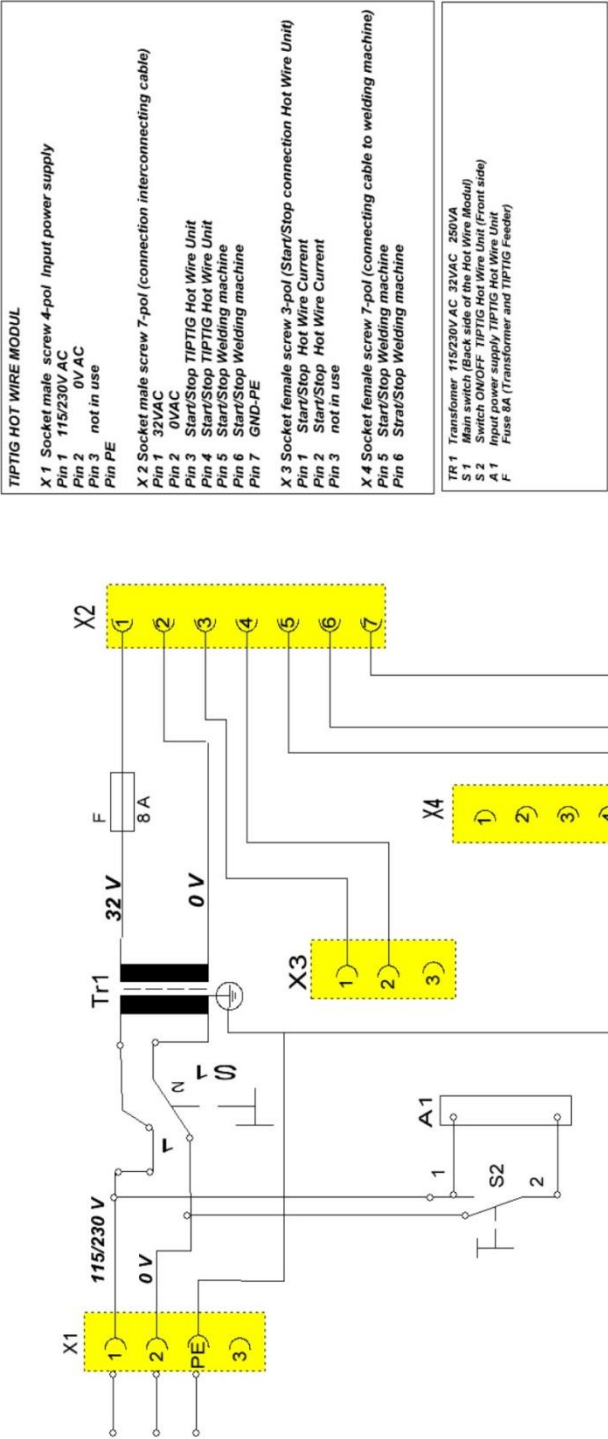 TIPTIG HOT WIRE MODUL
X 1 Socket male screw 4-pol Input power supply
Pin 1 115/230V AC
Pin 2 0V AC
Pin 3 not in use
Pin PE
X 2 Socket male screw 7-pol (connection interconnecting cable)
Pin 1 32VAC
Pin 2 0VAC
Pin 3 Start/Stop TIPTIG Hot Wire Unit
Pin 4 Start/Stop TIPTIG Hot Wire Unit
Pin 5 Start/Stop Welding machine
Pin 6 Start/Stop Welding machine
Pin 7 GND-PE
X 3 Socket female screw 3-pol (Start/Stop connection Hot Wire Unit)
Pin 1 Start/Stop Hot Wire Current
Pin 2 Start/Stop Hot Wire Current
Pin 3 not in use
X 4 Socket female screw 7-pol (connecting cable to welding machine)
Pin 5 Start/Stop Welding machine
Pin 6 Strat/Stop Welding machine
TR 1 Transfomer 115/230V AC 32VAC 250VA
S 1 Main switch (Back side of the Hot Wire Modul)
S 2 Switch ON/OFF TIPTIG Hot Wire Unit (Front side)
A 1 Input power supply TIPTIG Hot Wire Unit
F Fuse 8A (Transformer and TIPTIG Feeder)
X1
1
2
PE
3
115/230 V
0 V
1
2
S1
Tr1
32 V
0 V
F
8 A
X2
1
2
3
4
5
6
7
X3
1
2
3
X4
1
2
3
4
A1
1
S2
2